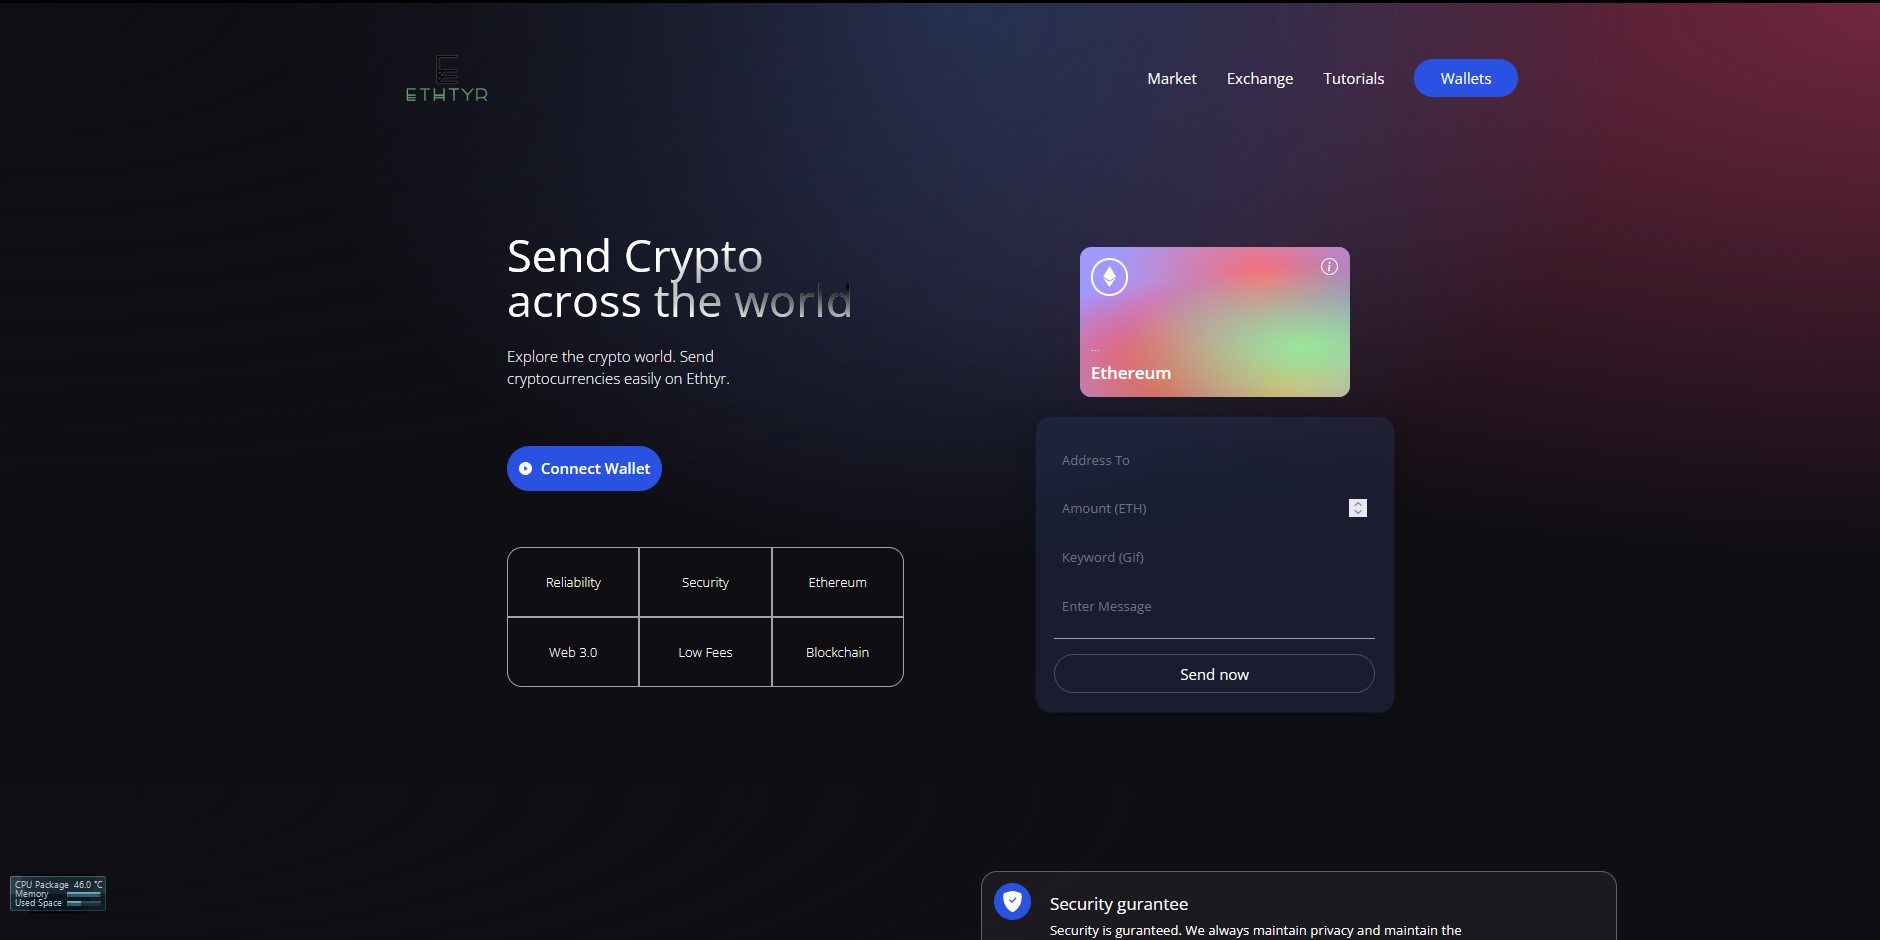 ETHTYR
Market Exchange Tutorials Wallets
Send Crypto
across the world
Explore the crypto world. Send
cryptocurrencies easily on Ethtyr.
Connect Wallet
Reliability Security Ethereum
Web 3.0 Low Fees Blockchain
...
Ethereum
Address To
Amount (ETH)
Keyword (Gif)
Enter Message
Send now
CPU Package 46.0 °C
Memory
Used Space
Security gurantee
Security is guranteed. We always maintain privacy and maintain the